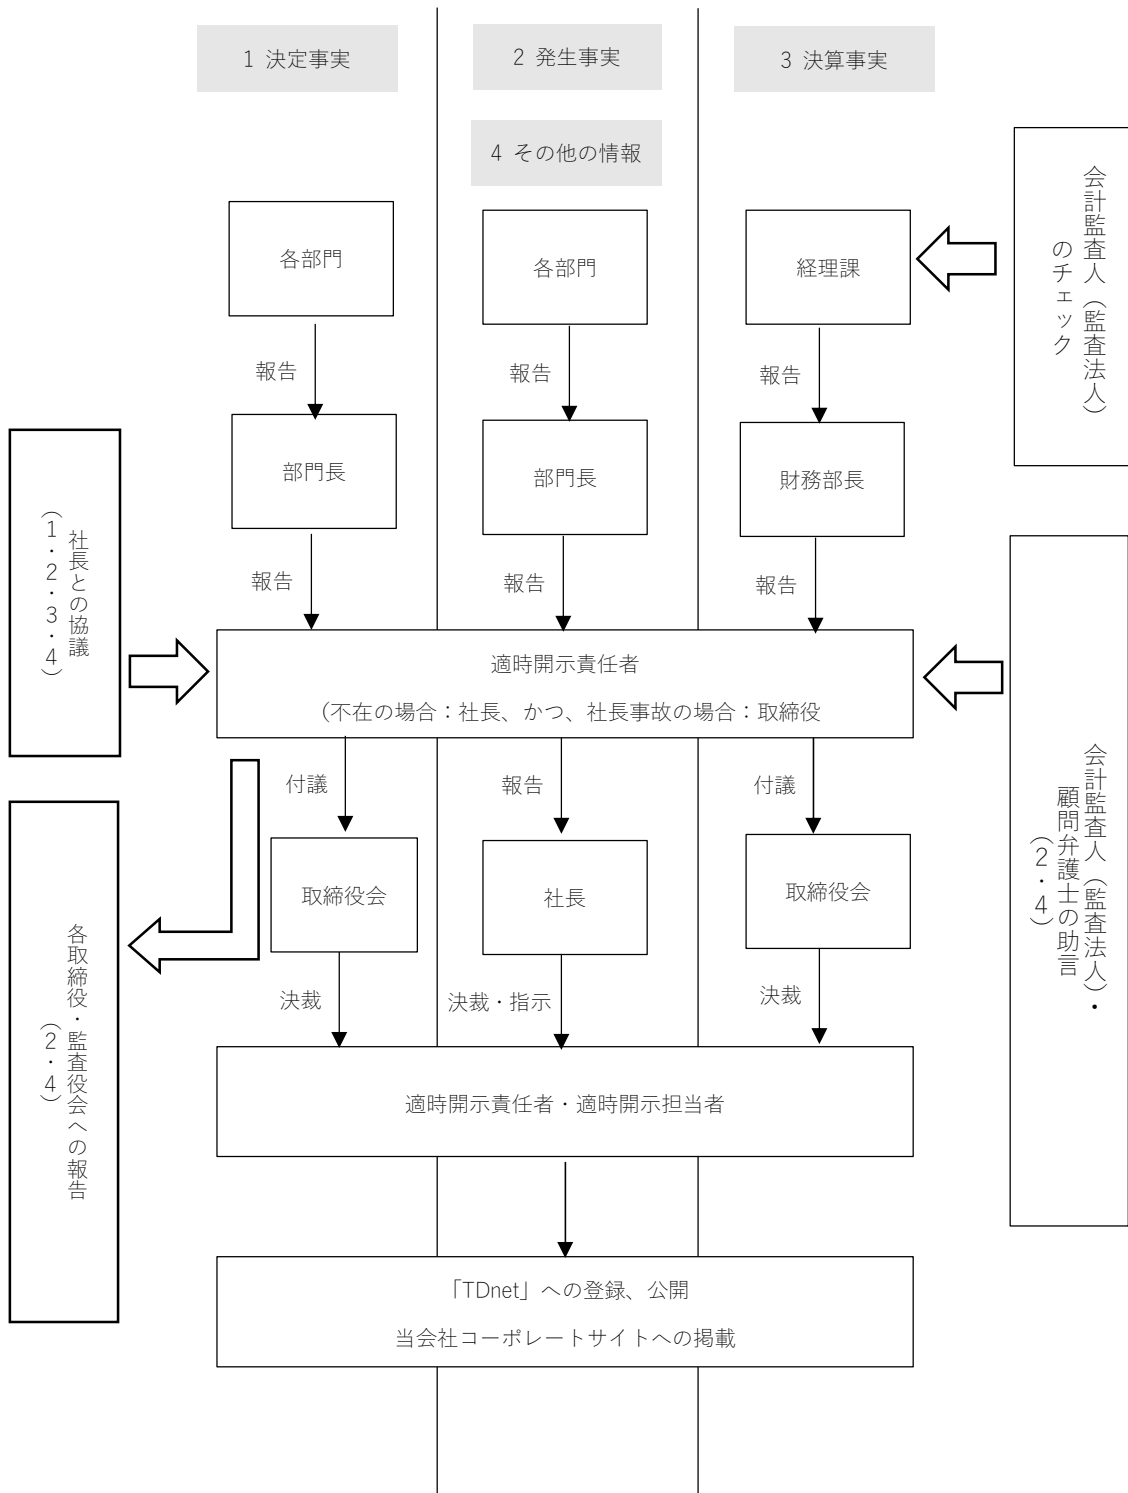 1 決定事実
2 発生事実
3 決算事実
4 その他の情報
各部門
各部門
経理課
会計監査人（監査法人）
のチェック
報告
報告
報告
部門長
部門長
財務部長
社長との協議
（1・2・3・4）
報告
報告
報告
適時開示責任者
（不在の場合：社長、かつ、社長事故の場合：取締役
会計監査人（監査法人）・
顧問弁護士の助言
（2・4）
付議
報告
付議
取締役会
社長
取締役会
各取締役・監査役会への報告
（2・4）
決裁
決裁・指示
決裁
適時開示責任者・適時開示担当者
「TDnet」への登録、公開
当会社コーポレートサイトへの掲載